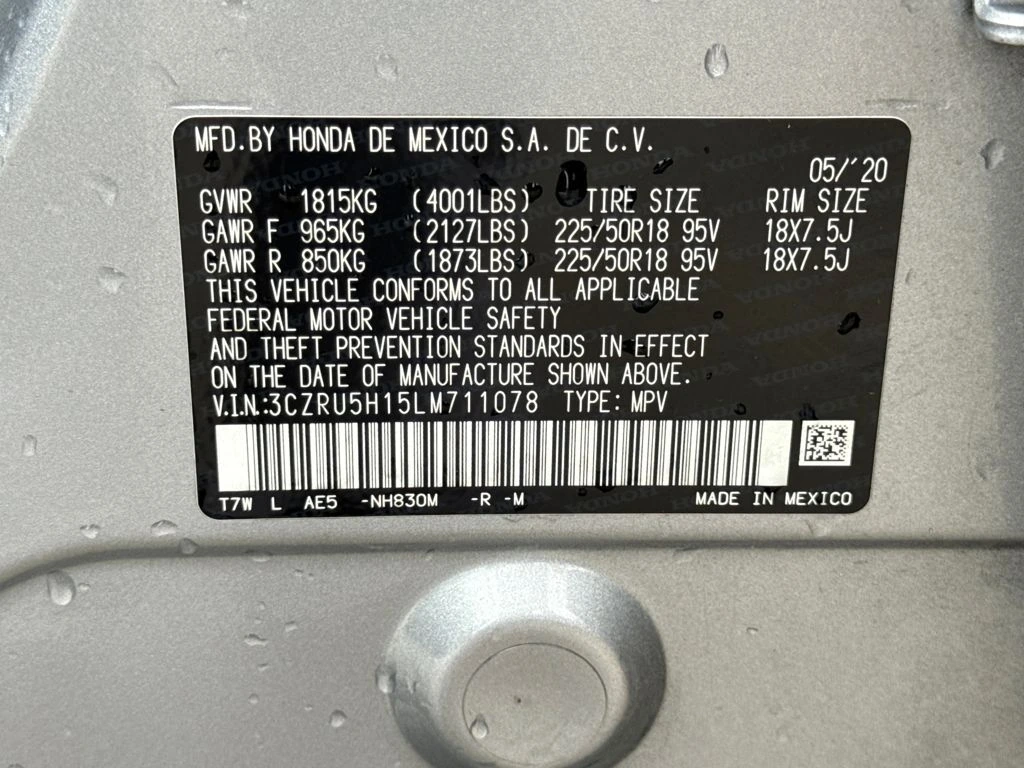 MFD.BY HONDA DE MEXICO S.A. DE C.V.
05/'20
GVWR 1815KG (4001LBS) TIRE SIZE RIM SIZE
GAWR F 965KG (2127LBS) 225/50R18 95V 18X7.5J
GAWR R 850KG (1873LBS) 225/50R18 95V 18X7.5J
THIS VEHICLE CONFORMS TO ALL APPLICABLE
FEDERAL MOTOR VEHICLE SAFETY
AND THEFT PREVENTION STANDARDS IN EFFECT
ON THE DATE OF MANUFACTURE SHOWN ABOVE.
V.I.N.:3CZRU5H15LM711078 TYPE: MPV
T7W L AE5 -NH830M -R -M MADE IN MEXICO